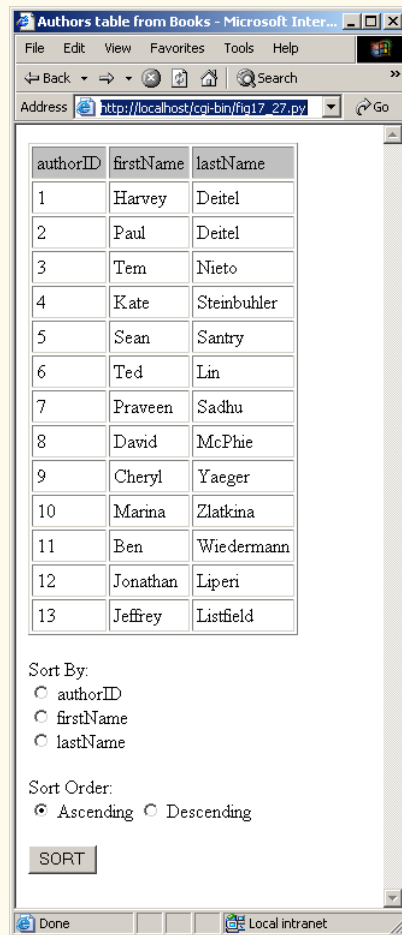 Authors table from Books - Microsoft Inter...
File Edit View Favorites Tools Help
Back Search »
Address http://localhost/cgi-bin/fig17_27.py Go
authorID firstName lastName
1 Harvey Deitel
2 Paul Deitel
3 Tem Nieto
4 Kate Steinbuhler
5 Sean Santry
6 Ted Lin
7 Praveen Sadhu
8 David McPhie
9 Cheryl Yaeger
10 Marina Zlatkina
11 Ben Wiedermann
12 Jonathan Liperi
13 Jeffrey Listfield
Sort By:
authorID
firstName
lastName
Sort Order:
Ascending Descending
SORT
Done Local intranet